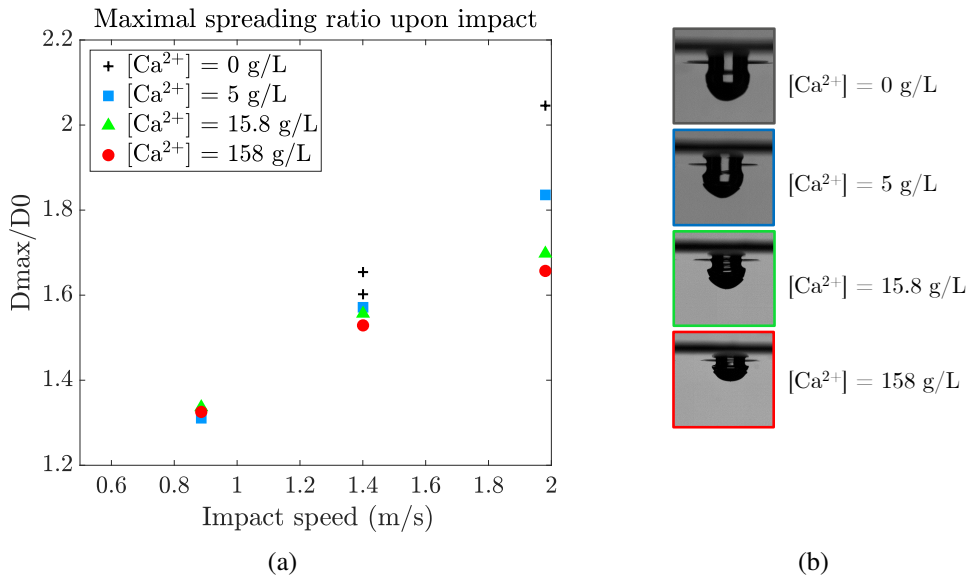 Maximal spreading ratio upon impact
2.2
2
1.8
1.6
1.4
1.2
Dmax/D0
[Ca²⁺] = 0 g/L
[Ca²⁺] = 5 g/L
[Ca²⁺] = 15.8 g/L
[Ca²⁺] = 158 g/L
0.6 0.8 1 1.2 1.4 1.6 1.8 2
Impact speed (m/s)
(a)
[Ca²⁺] = 0 g/L
[Ca²⁺] = 5 g/L
[Ca²⁺] = 15.8 g/L
[Ca²⁺] = 158 g/L
(b)